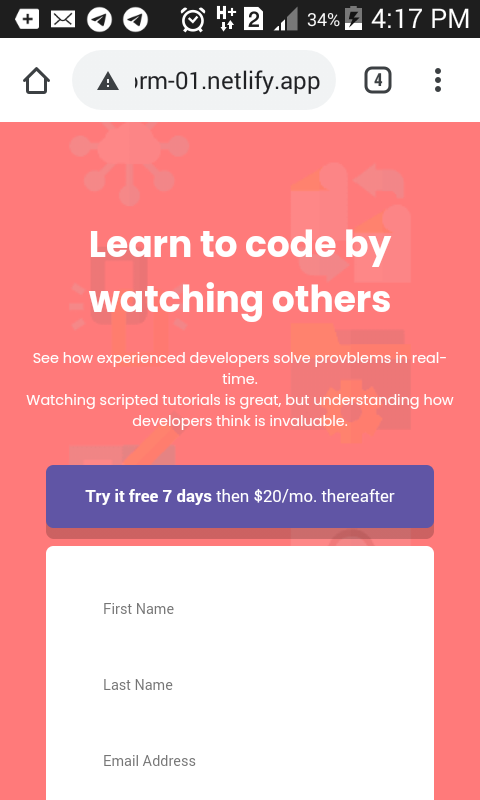 H+ 2 34% 4:17 PM
orm-01.netlify.app 4
Learn to code by
watching others
See how experienced developers solve provblems in real-
time.
Watching scripted tutorials is great, but understanding how
developers think is invaluable.
Try it free 7 days then $20/mo. thereafter
First Name
Last Name
Email Address